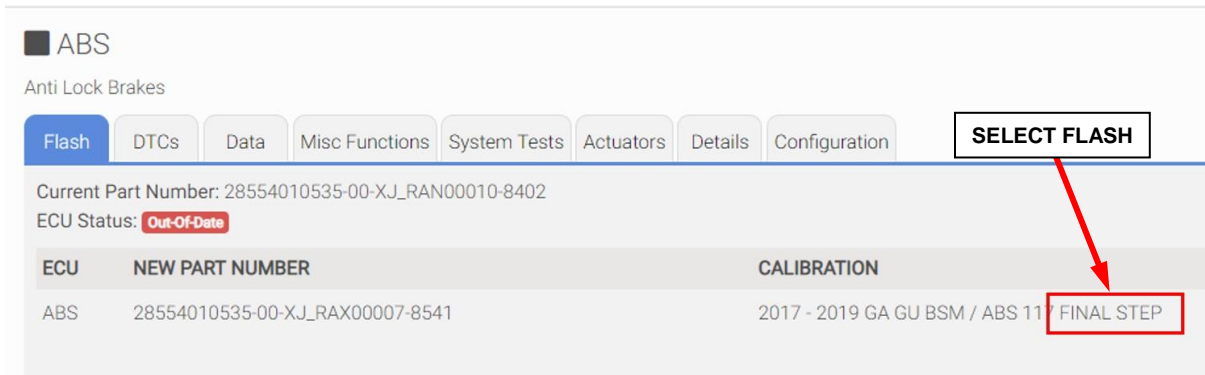 ABS
Anti Lock Brakes
Flash DTCs Data Misc Functions System Tests Actuators Details Configuration
SELECT FLASH
Current Part Number: 28554010535-00-XJ_RAN00010-8402
ECU Status: Out-Of-Date
ECU NEW PART NUMBER CALIBRATION
ABS 28554010535-00-XJ_RAX00007-8541 2017 - 2019 GA GU BSM / ABS 117 FINAL STEP